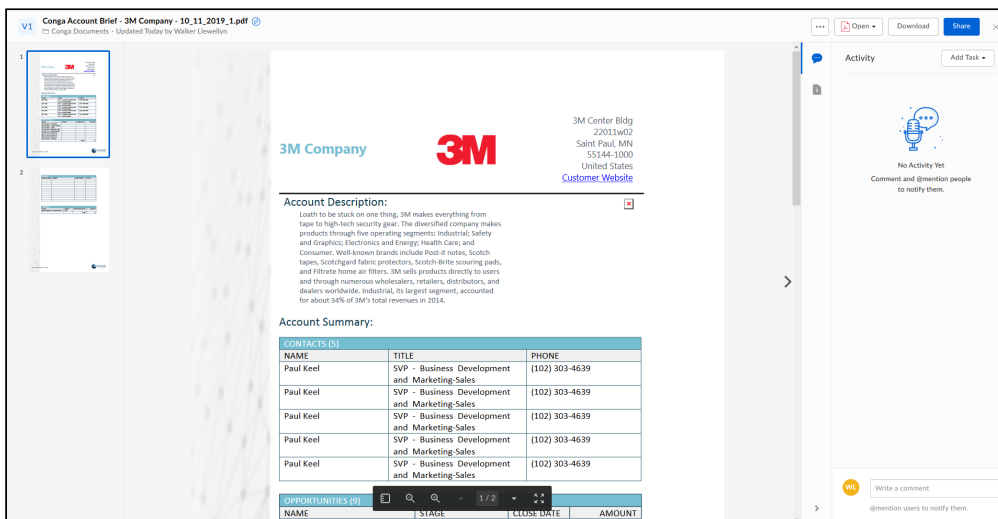 V1
Conga Account Brief - 3M Company - 10_11_2019_1.pdf
Conga Documents • Updated Today by Walker Llewellyn
Open
Download
Share
1
2
3M Company
3M
3M Center Bldg
22011w02
Saint Paul, MN
55144-1000
United States
Customer Website
Account Description:
Loath to be stuck on one thing, 3M makes everything from
tape to high-tech security gear. The diversified company makes
products through five operating segments: Industrial; Safety
and Graphics; Electronics and Energy; Health Care; and
Consumer. Well-known brands include Post-it notes, Scotch
tapes, Scotchgard fabric protectors, Scotch-Brite scouring pads,
and Filtrete home air filters. 3M sells products directly to users
and through numerous wholesalers, retailers, distributors, and
dealers worldwide. Industrial, its largest segment, accounted
for about 34% of 3M's total revenues in 2014.
Account Summary:
CONTACTS (5)
NAME TITLE PHONE
Paul Keel SVP - Business Development (102) 303-4639
and Marketing-Sales
Paul Keel SVP - Business Development (102) 303-4639
and Marketing-Sales
Paul Keel SVP - Business Development (102) 303-4639
and Marketing-Sales
Paul Keel SVP - Business Development (102) 303-4639
and Marketing-Sales
Paul Keel SVP - Business Development (102) 303-4639
and Marketing-Sales
OPPORTUNITIES (9)
NAME STAGE CLOSE DATE AMOUNT
1 / 2
Activity
Add Task
No Activity Yet
Comment and @mention people
to notify them.
WL
Write a comment
@mention users to notify them.